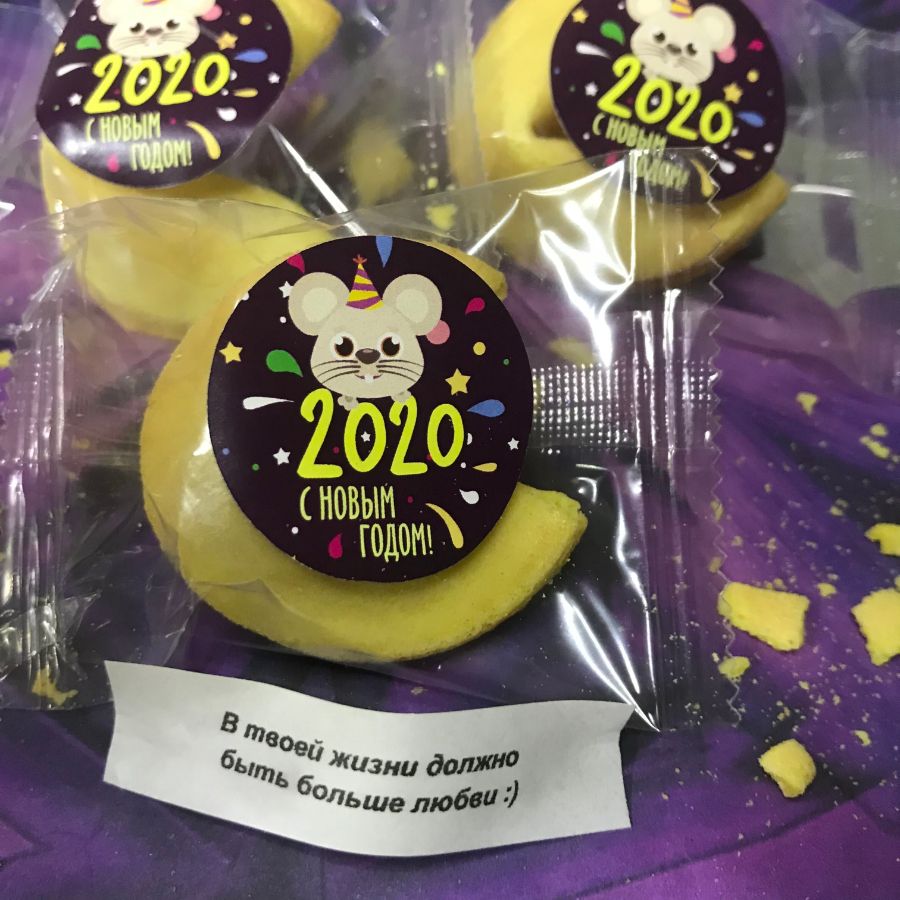 2020
С НОВЫМ
ГОДОМ!
2020
С НОВЫМ
ГОДОМ!
2020
С НОВЫМ
ГОДОМ!
В твоей жизни должно
быть больше любви :)